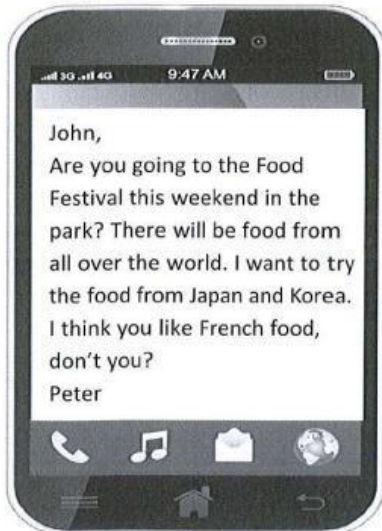 3G 4G 9:47 AM
John,
Are you going to the Food
Festival this weekend in the
park? There will be food from
all over the world. I want to try
the food from Japan and Korea.
I think you like French food,
don't you?
Peter